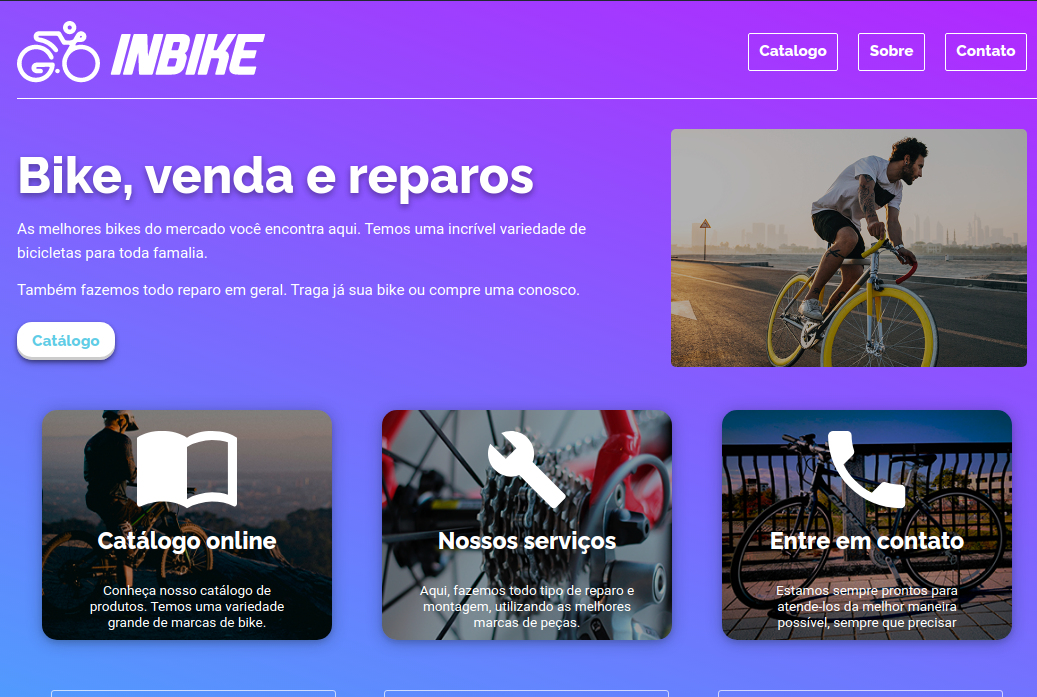 INBIKE
Catalogo
Sobre
Contato
Bike, venda e reparos
As melhores bikes do mercado você encontra aqui. Temos uma incrível variedade de
bicicletas para toda famalia.
Também fazemos todo reparo em geral. Traga já sua bike ou compre uma conosco.
Catálogo
Catálogo online
Conheça nosso catálogo de
produtos. Temos uma variedade
grande de marcas de bike.
Nossos serviços
Aqui, fazemos todo tipo de reparo e
montagem, utilizando as melhores
marcas de peças.
Entre em contato
Estamos sempre prontos para
atende-los da melhor maneira
possível, sempre que precisar